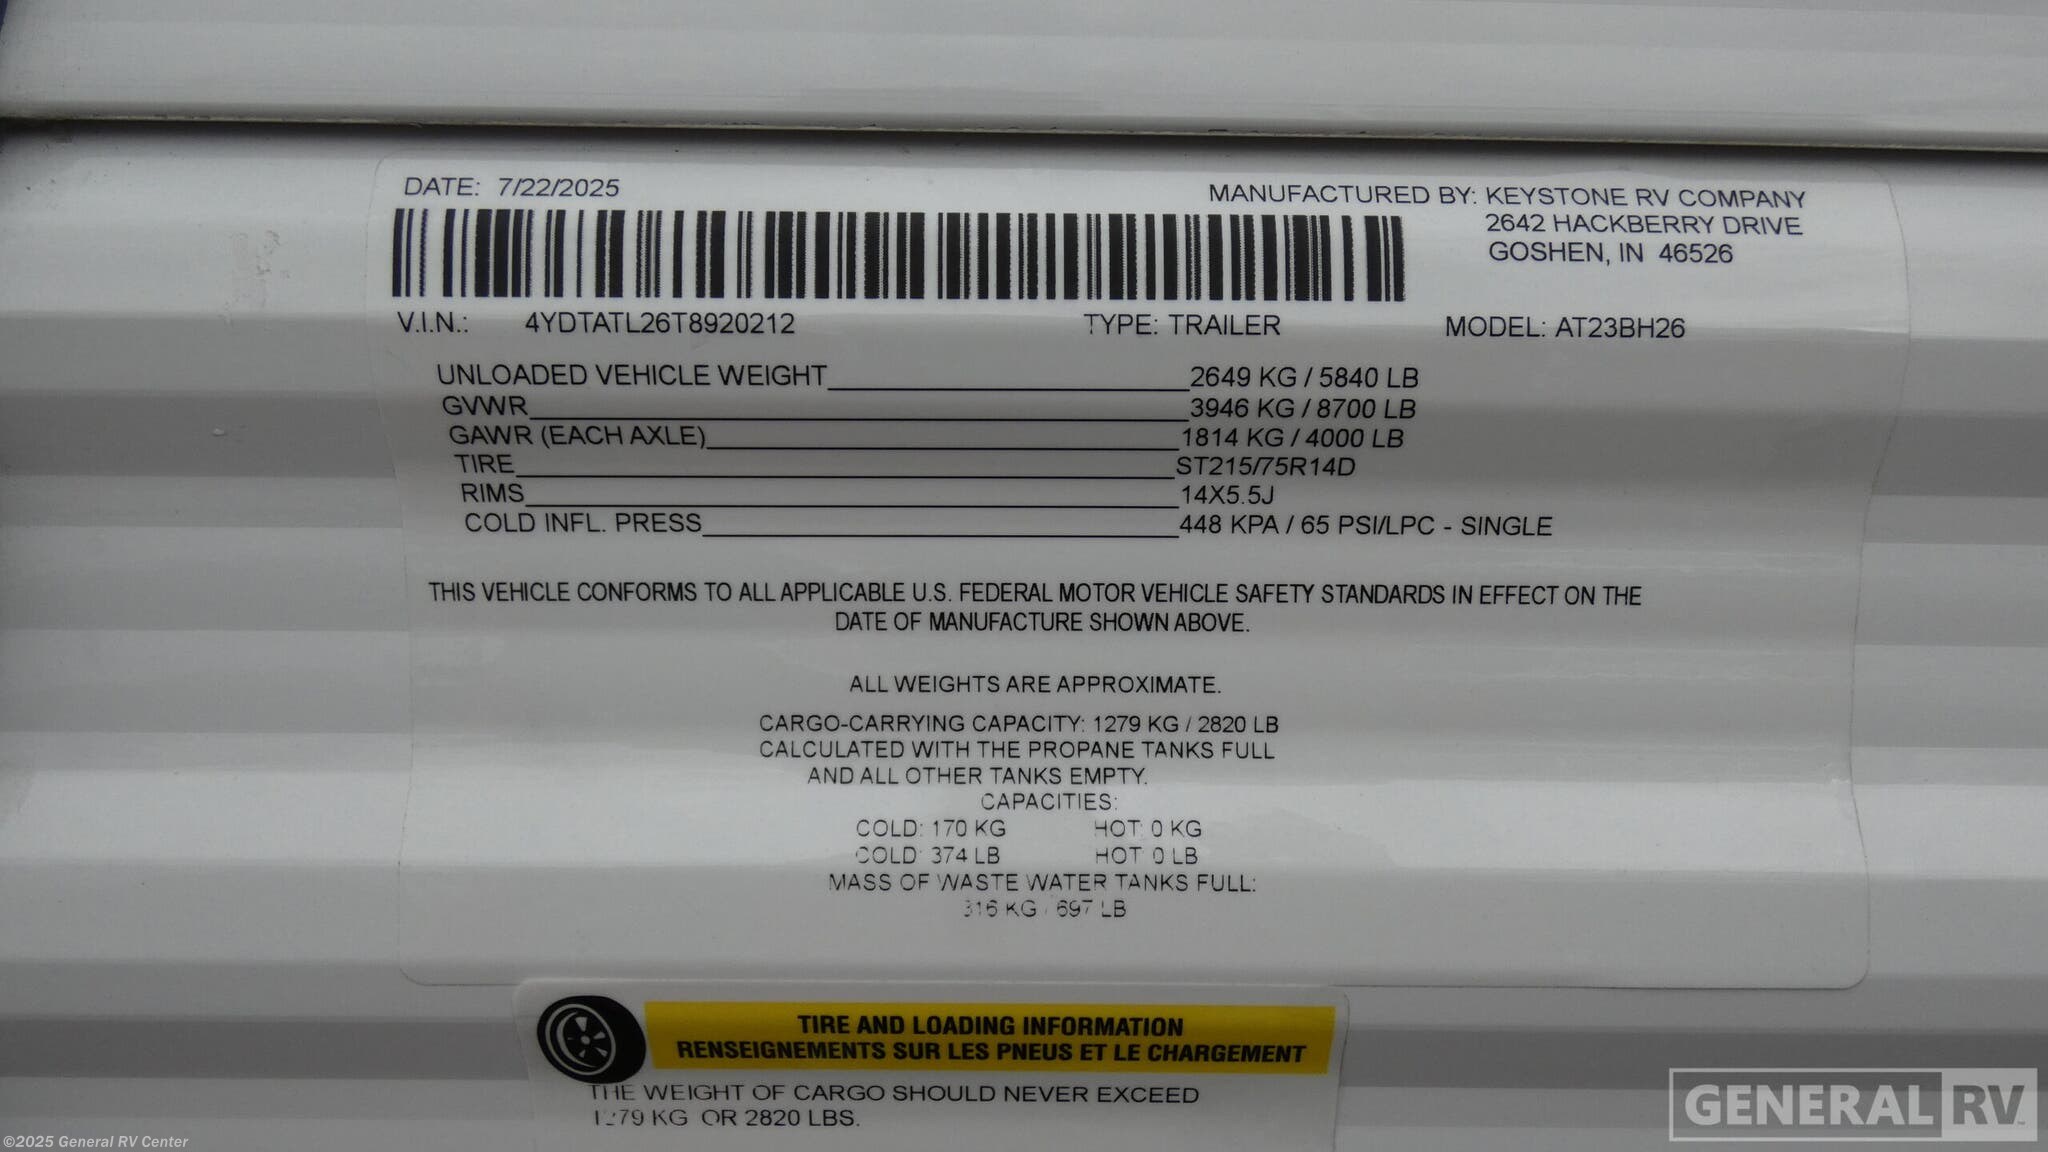 DATE: 7/22/2025
MANUFACTURED BY: KEYSTONE RV COMPANY
2642 HACKBERRY DRIVE
GOSHEN, IN 46526
V.I.N.: 4YDTATL26T8920212 TYPE: TRAILER MODEL: AT23BH26
UNLOADED VEHICLE WEIGHT 2649 KG / 5840 LB
GVWR 3946 KG / 8700 LB
GAWR (EACH AXLE) 1814 KG / 4000 LB
TIRE ST215/75R14D
RIMS 14X5.5J
COLD INFL. PRESS 448 KPA / 65 PSI/LPC - SINGLE
THIS VEHICLE CONFORMS TO ALL APPLICABLE U.S. FEDERAL MOTOR VEHICLE SAFETY STANDARDS IN EFFECT ON THE
DATE OF MANUFACTURE SHOWN ABOVE.
ALL WEIGHTS ARE APPROXIMATE.
CARGO-CARRYING CAPACITY: 1279 KG / 2820 LB
CALCULATED WITH THE PROPANE TANKS FULL
AND ALL OTHER TANKS EMPTY.
CAPACITIES:
COLD: 170 KG HOT: 0 KG
COLD: 374 LB HOT: 0 LB
MASS OF WASTE WATER TANKS FULL:
316 KG / 697 LB
TIRE AND LOADING INFORMATION
RENSEIGNEMENTS SUR LES PNEUS ET LE CHARGEMENT
THE WEIGHT OF CARGO SHOULD NEVER EXCEED
1279 KG OR 2820 LBS.
GENERAL RV
©2025 General RV Center